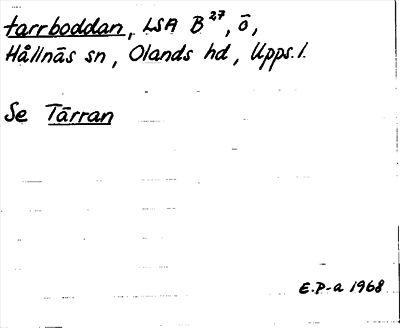 tarrboddan, LSA B²⁷, ö,
Hållnäs sn, Olands hd, Upps. l.
Se Tärran
E.P-a 1968